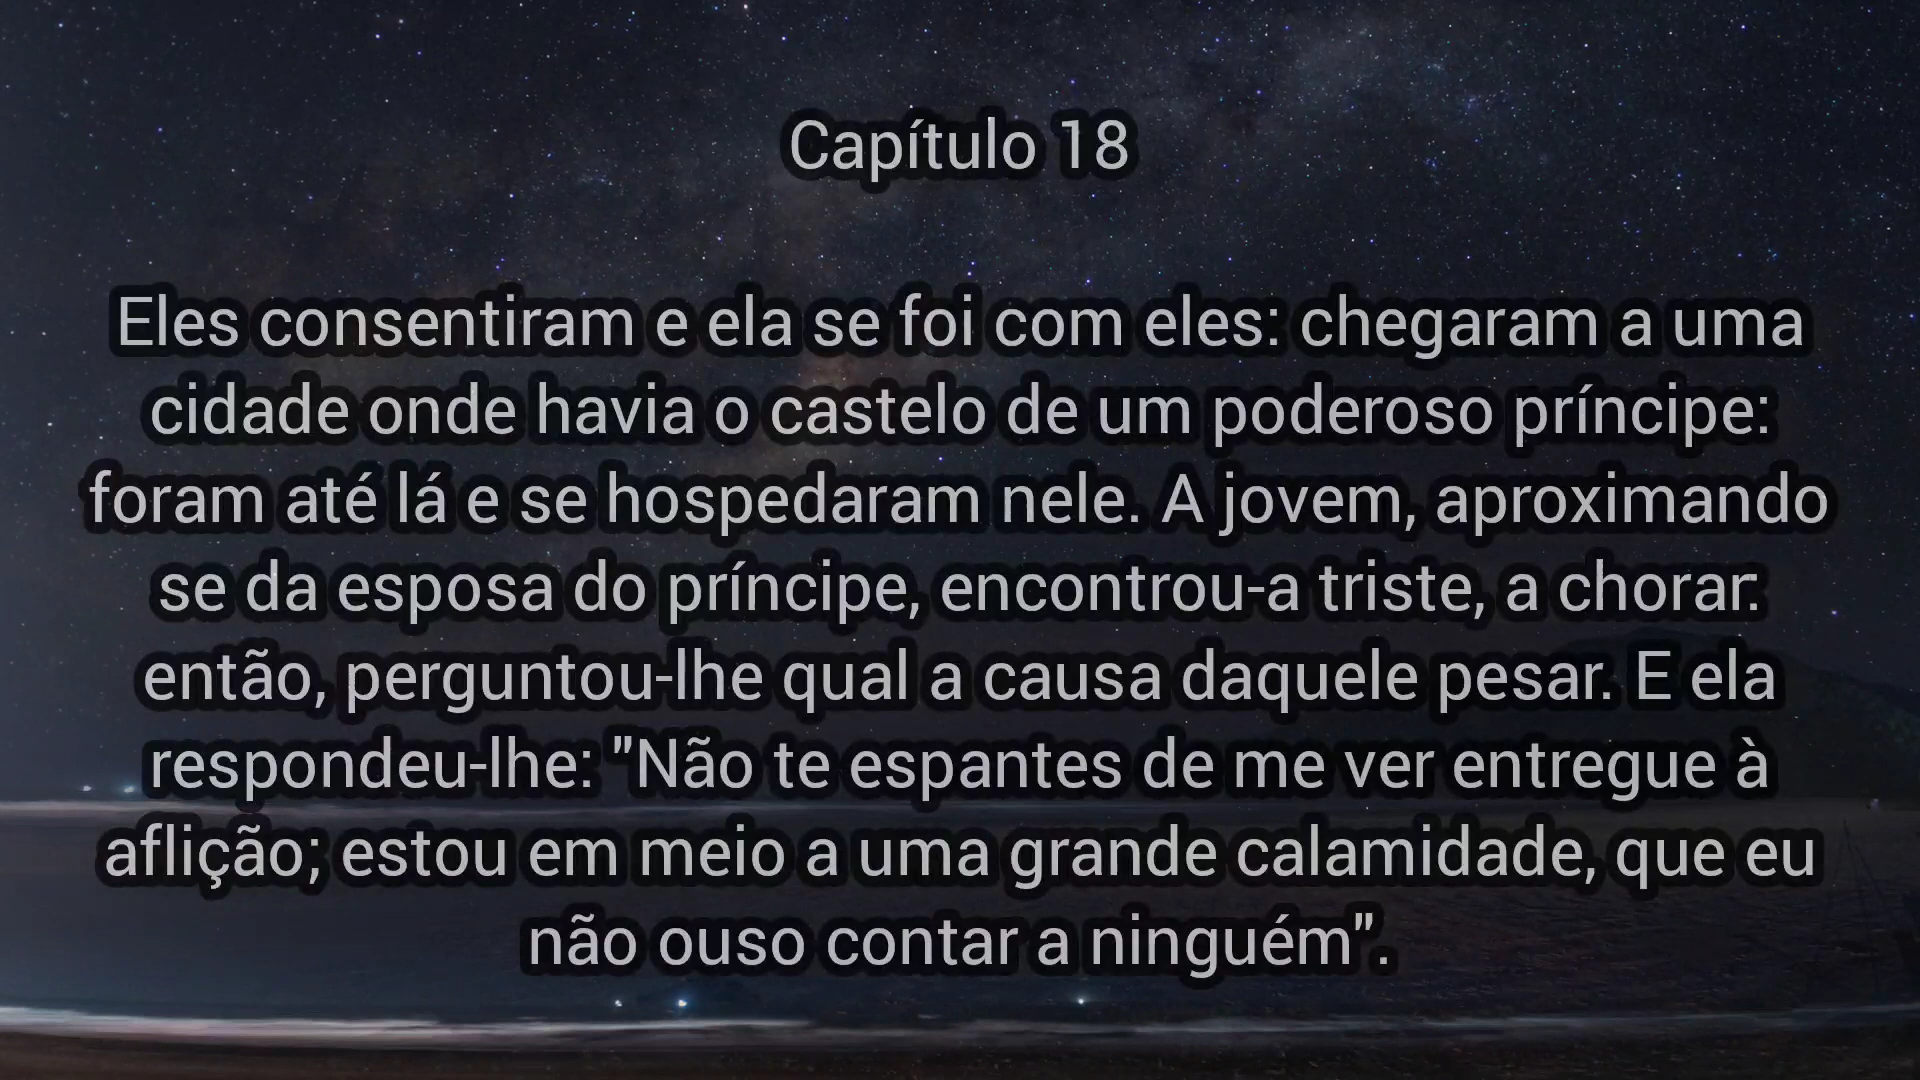 Capítulo 18
Eles consentiram e ela se foi com eles: chegaram a uma
cidade onde havia o castelo de um poderoso príncipe:
foram até lá e se hospedaram nele. A jovem, aproximando
se da esposa do príncipe, encontrou-a triste, a chorar:
então, perguntou-lhe qual a causa daquele pesar. E ela
respondeu-lhe: "Não te espantes de me ver entregue à
aflição; estou em meio a uma grande calamidade, que eu
não ouso contar a ninguém".